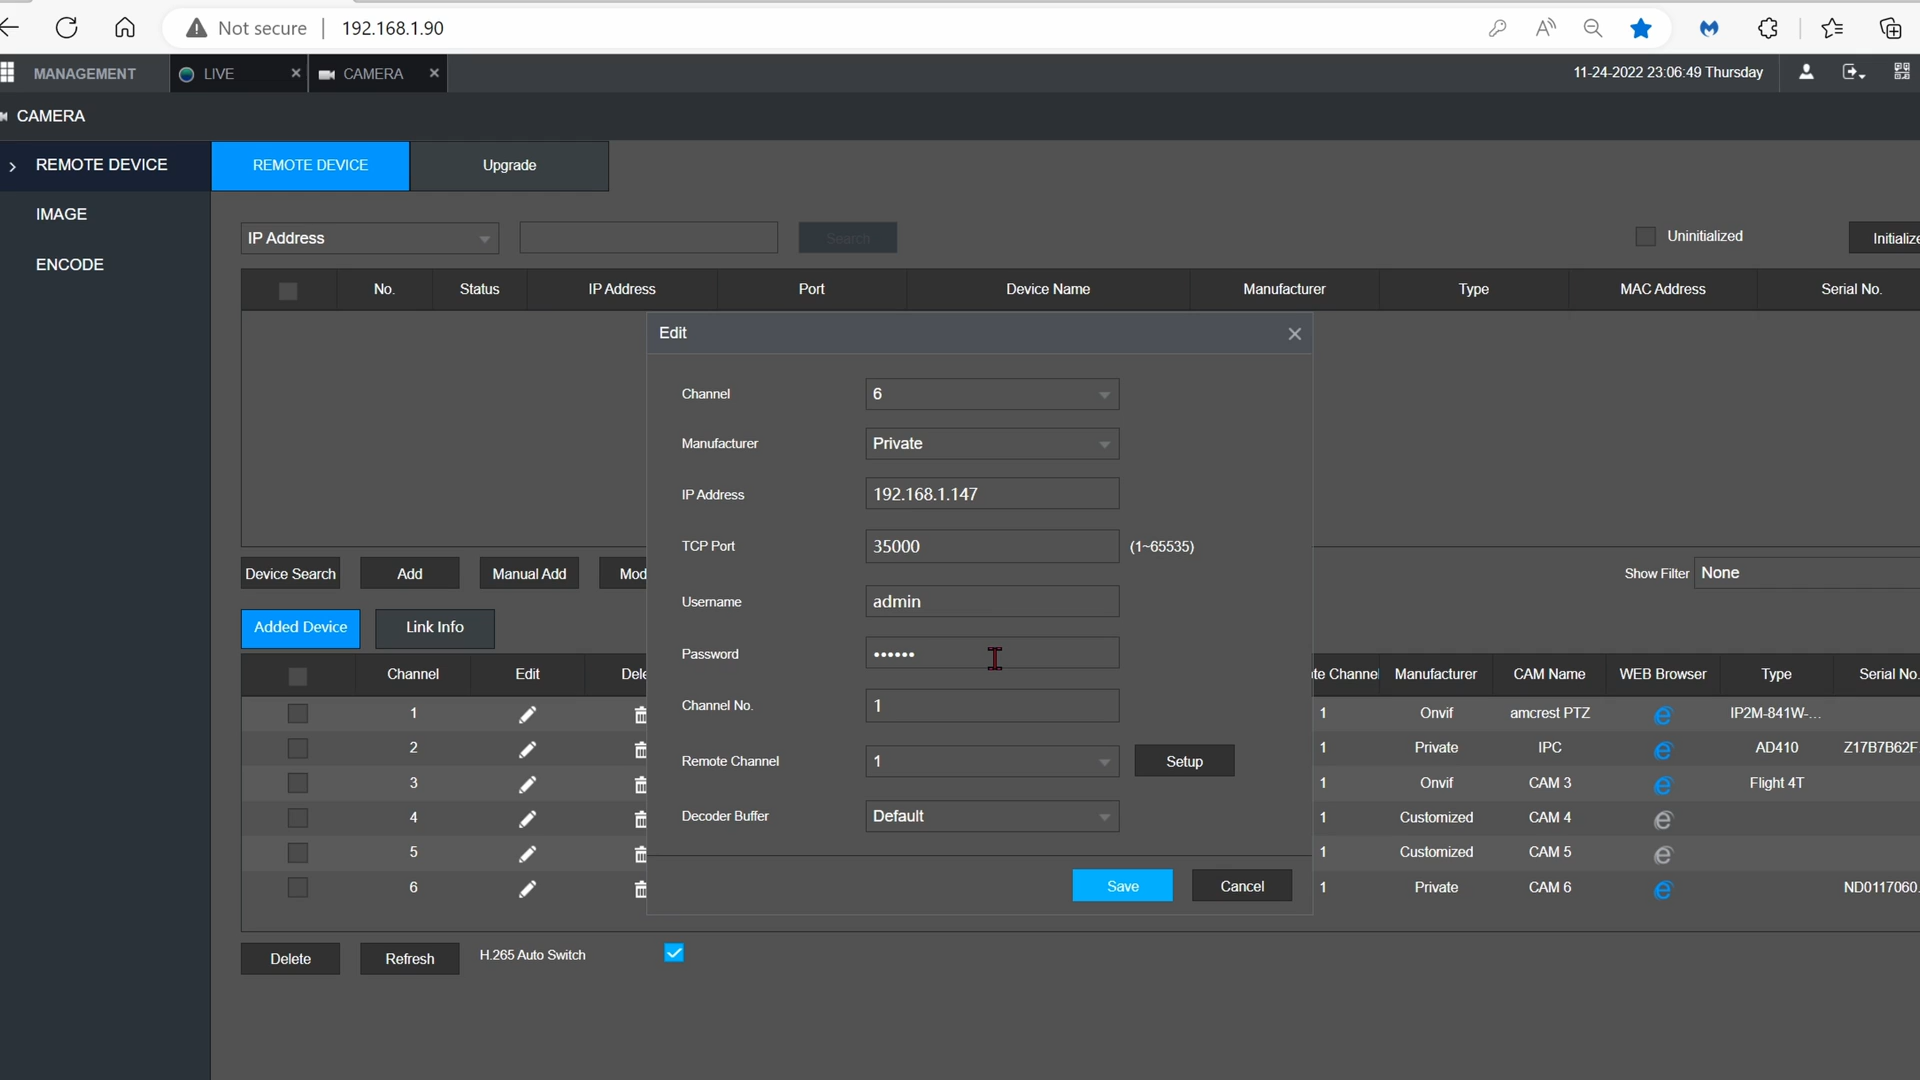 Not secure 192.168.1.90
MANAGEMENT LIVE CAMERA 11-24-2022 23:06:49 Thursday
CAMERA
REMOTE DEVICE REMOTE DEVICE Upgrade
IMAGE
IP Address Search Uninitialized Initialize
ENCODE
No. Status IP Address Port Device Name Manufacturer Type MAC Address Serial No.
Edit
Channel 6
Manufacturer Private
IP Address 192.168.1.147
TCP Port 35000 (1~65535)
Device Search Add Manual Add Mod Show Filter None
Username admin
Added Device Link Info
Password ••••••
Channel Edit Dele te Channel Manufacturer CAM Name WEB Browser Type Serial No.
Channel No. 1
1 1 Onvif amcrest PTZ IP2M-841W-...
2 1 Private IPC AD410 Z17B7B62F
Remote Channel 1 Setup
3 1 Onvif CAM 3 Flight 4T
Decoder Buffer Default
4 1 Customized CAM 4
5 1 Customized CAM 5
6 1 Private CAM 6 ND0117060.
Save Cancel
Delete Refresh H.265 Auto Switch